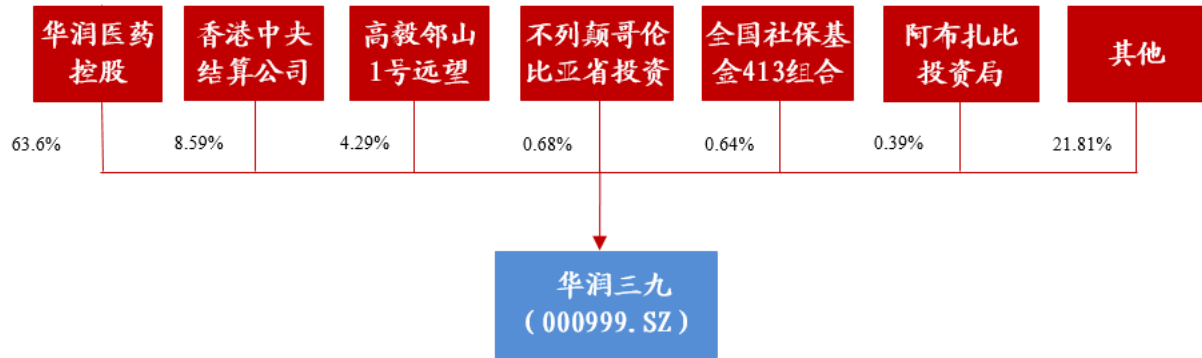 华润医药
控股
香港中央
结算公司
高毅邻山
1号远望
不列颠哥伦
比亚省投资
全国社保基
金413组合
阿布扎比
投资局
其他
63.6%
8.59%
4.29%
0.68%
0.64%
0.39%
21.81%
华润三九
(000999.SZ)